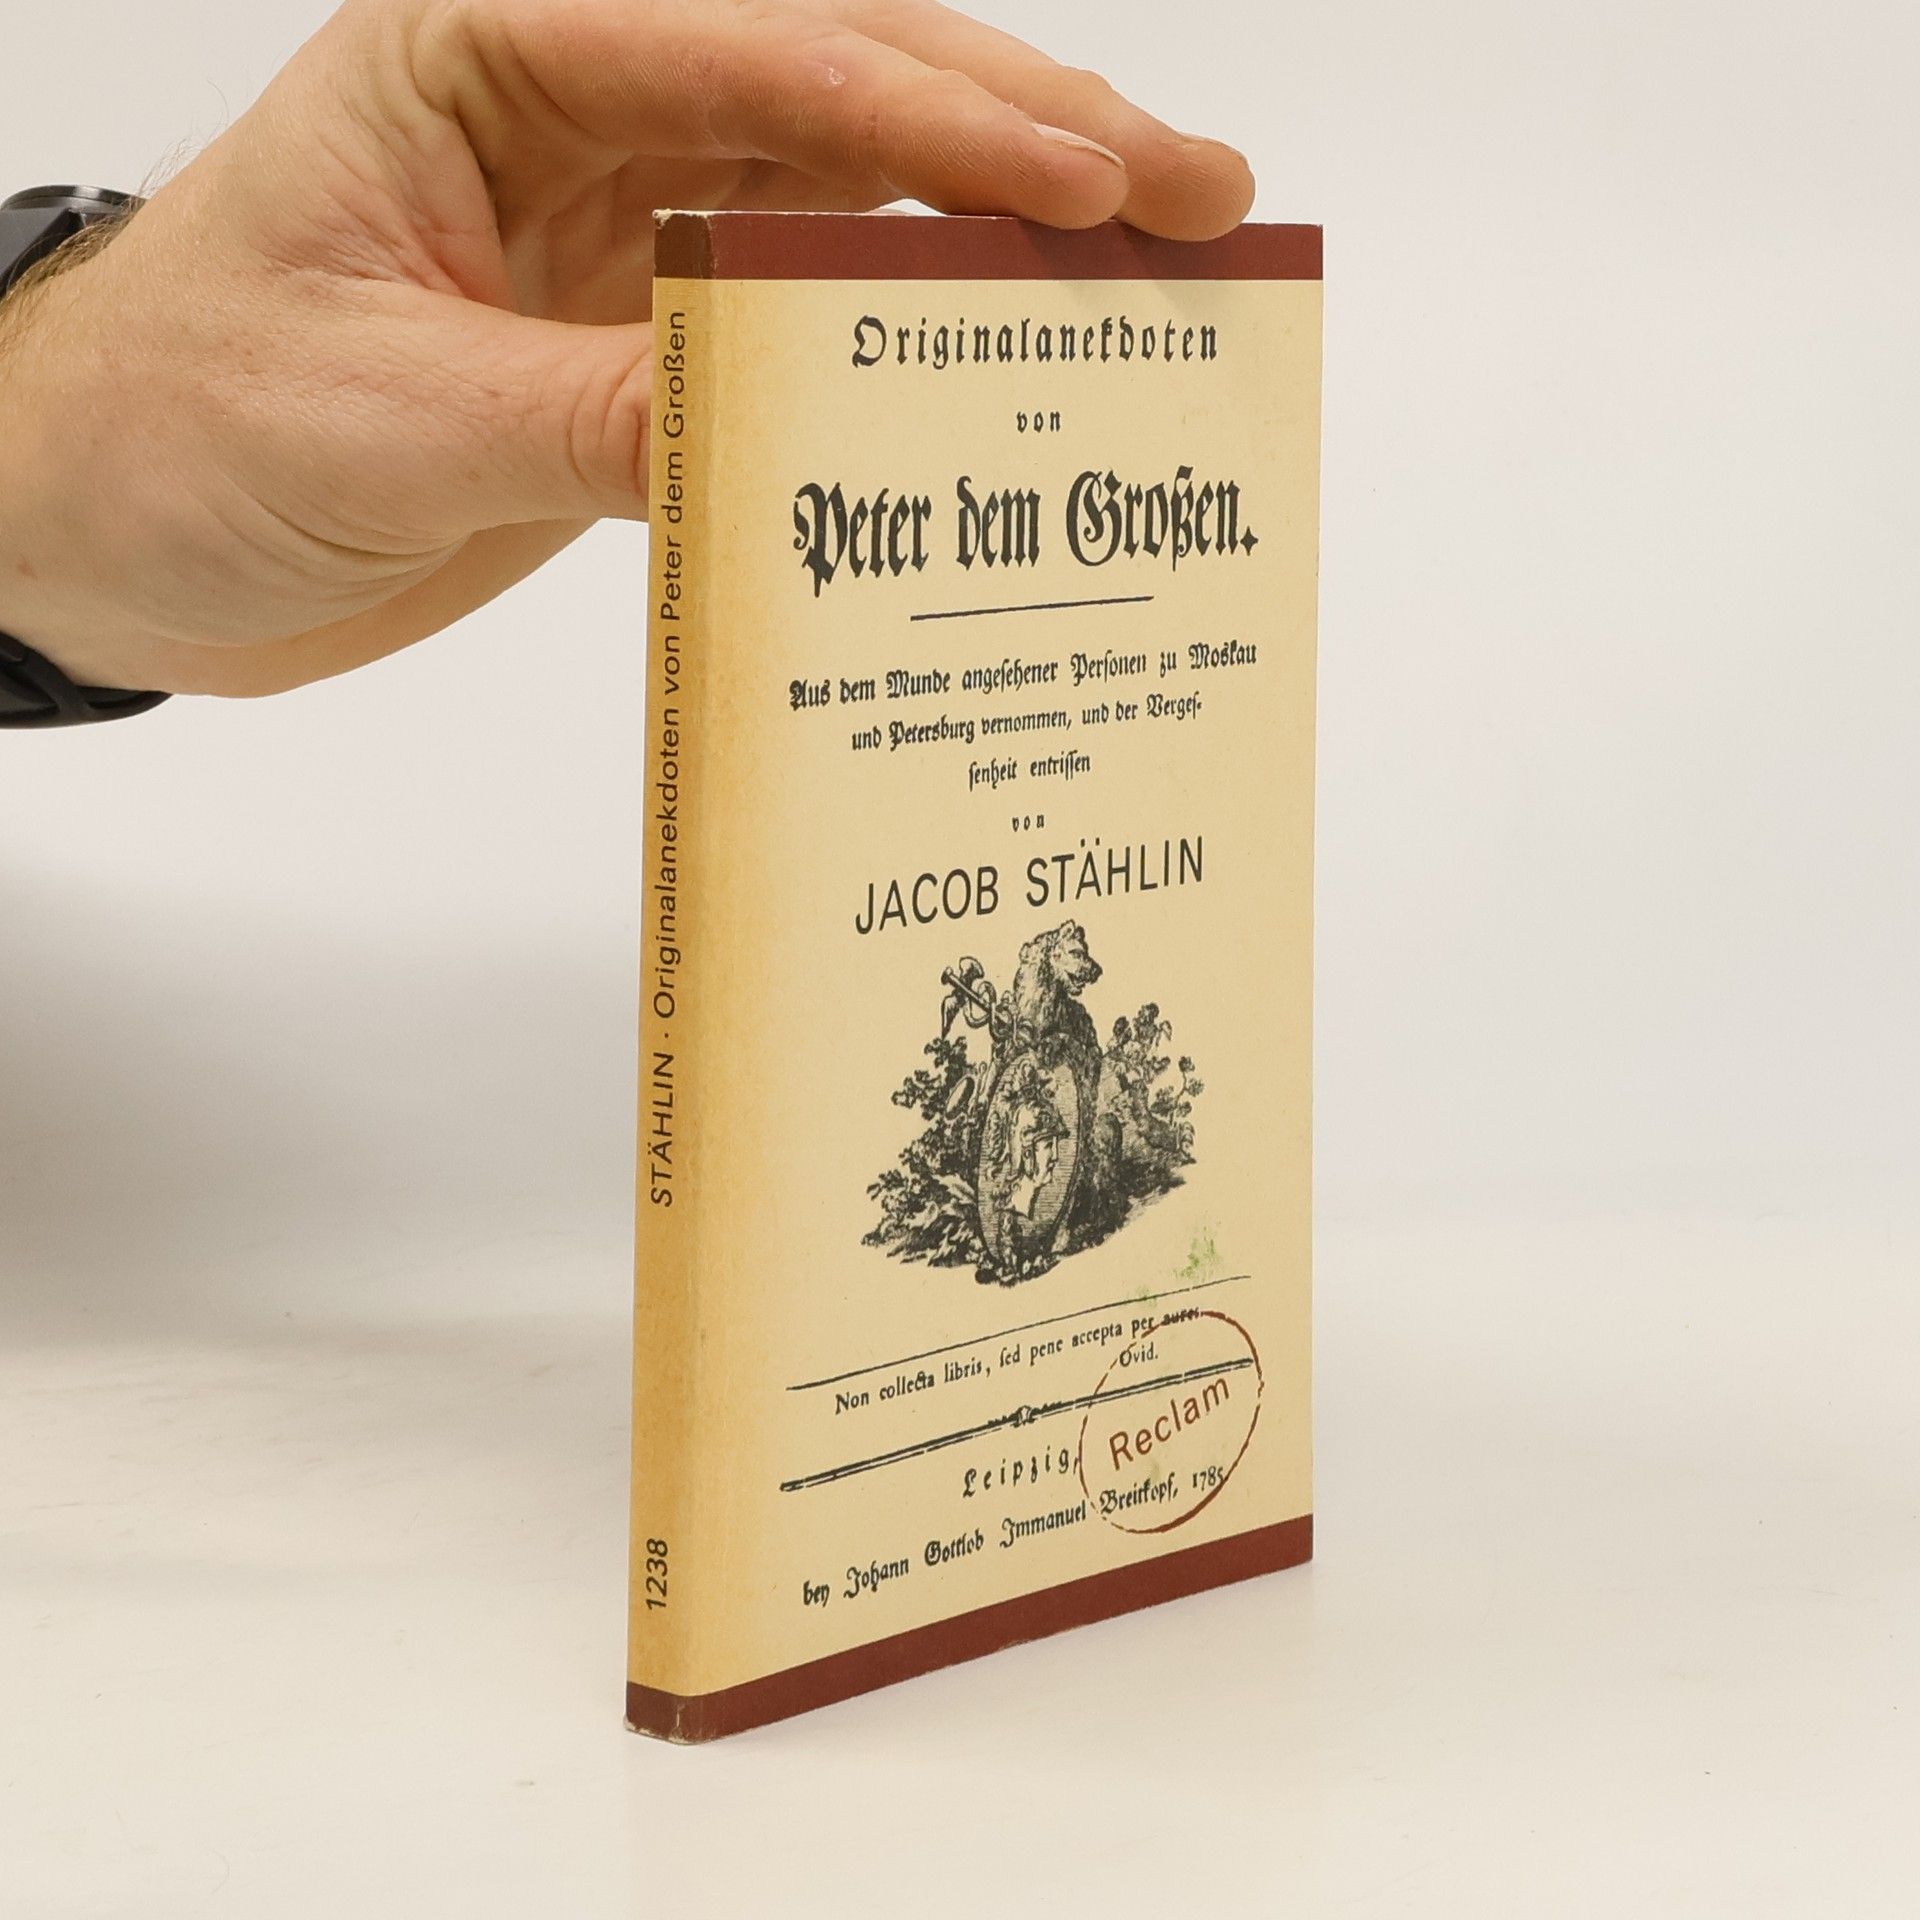 Originalanekdoten
von
Peter dem Großen.
Aus dem Munde angesehener Personen zu Moskau
und Petersburg vernommen, und der Verges-
senheit entrissen
von
JACOB STÄHLIN
Non collecta libris, sed pene accepta per aures.
Ovid.
Reclam
Leipzig,
bey Johann Gottlob Immanuel Breitkopf, 1785
STÄHLIN · Originalanekdoten von Peter dem Großen
1238